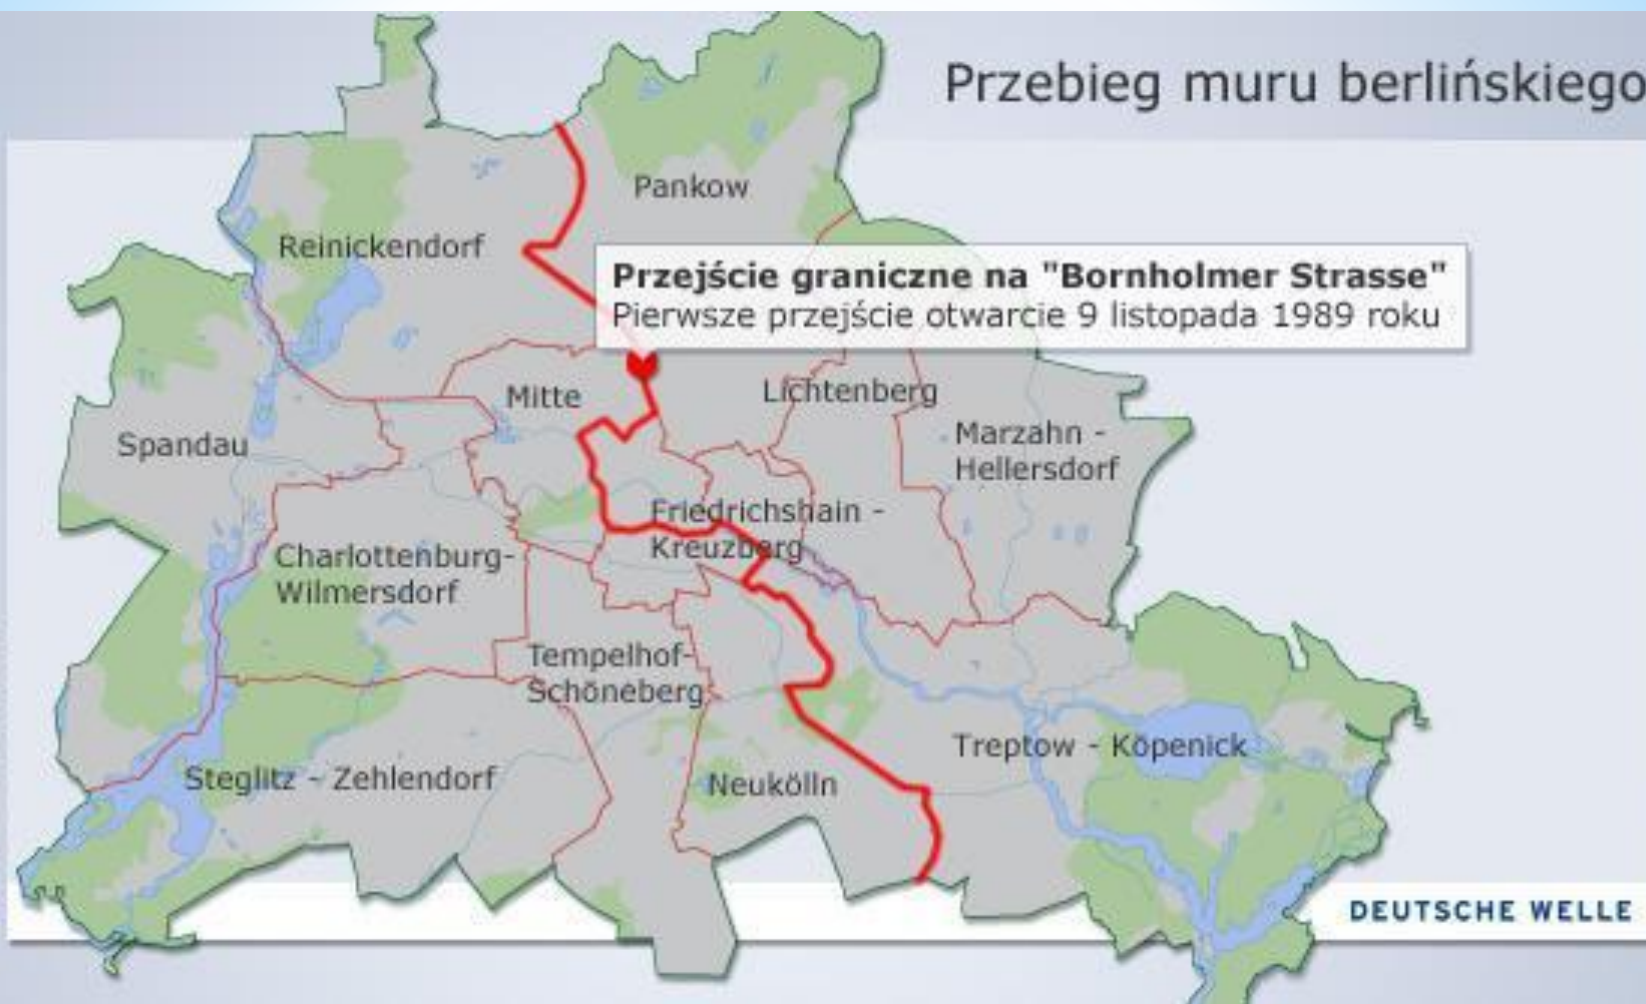 Przebieg muru berlińskiego
Pankow
Reinickendorf
Przejście graniczne na "Bornholmer Strasse"
Pierwsze przejście otwarcie 9 listopada 1989 roku
Mitte
Lichtenberg
Spandau
Marzahn -
Hellersdorf
Friedrichshain -
Kreuzberg
Charlottenburg-
Wilmersdorf
Tempelhof-
Schöneberg
Treptow - Köpenick
Steglitz - Zehlendorf
Neukölln
DEUTSCHE WELLE